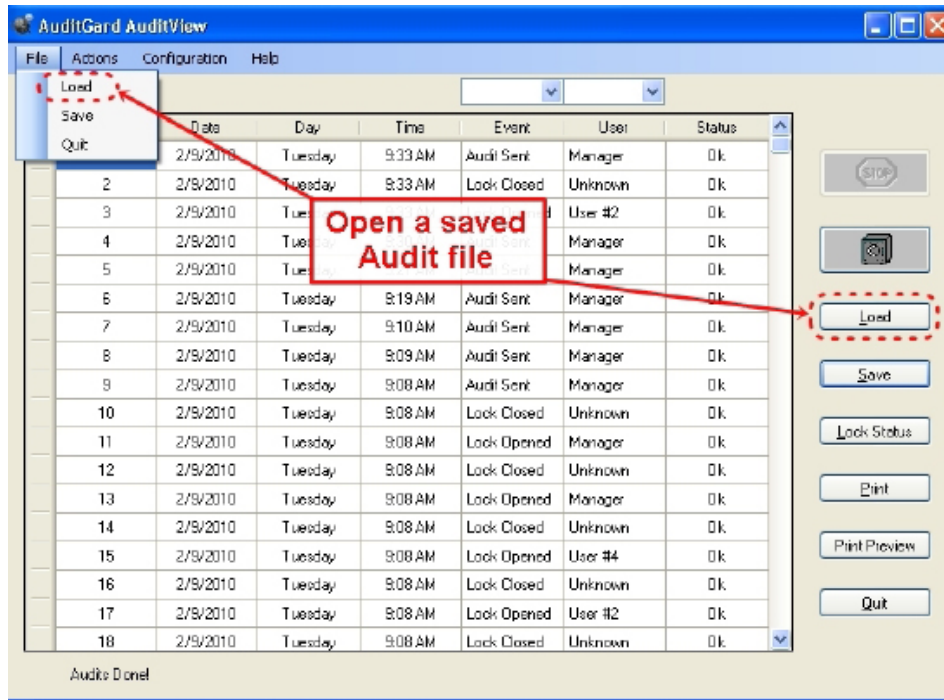 AuditGard AuditView
File Actions Configuration Help
Load
Save
Quit
Date Day Time Event User Status
2/9/2010 Tuesday 9:33 AM Audit Sent Manager Ok
2 2/9/2010 Tuesday 9:33 AM Lock Closed Unknown Ok
3 2/9/2010 User #2 Ok
4 2/9/2010 Manager Ok
5 2/9/2010 Manager Ok
6 2/9/2010 Tuesday 9:19 AM Audit Sent Manager Ok
7 2/9/2010 Tuesday 9:10 AM Audit Sent Manager Ok
8 2/9/2010 Tuesday 9:09 AM Audit Sent Manager Ok
9 2/9/2010 Tuesday 9:08 AM Audit Sent Manager Ok
10 2/9/2010 Tuesday 9:08 AM Lock Closed Unknown Ok
11 2/9/2010 Tuesday 9:08 AM Lock Opened Manager Ok
12 2/9/2010 Tuesday 9:08 AM Lock Closed Unknown Ok
13 2/9/2010 Tuesday 9:08 AM Lock Opened Manager Ok
14 2/9/2010 Tuesday 9:08 AM Lock Closed Unknown Ok
15 2/9/2010 Tuesday 9:08 AM Lock Opened User #4 Ok
16 2/9/2010 Tuesday 9:08 AM Lock Closed Unknown Ok
17 2/9/2010 Tuesday 9:08 AM Lock Opened User #2 Ok
18 2/9/2010 Tuesday 9:08 AM Lock Closed Unknown Ok
Open a saved
Audit file
STOP
Load
Save
Lock Status
Print
Print Preview
Quit
Audits Done!